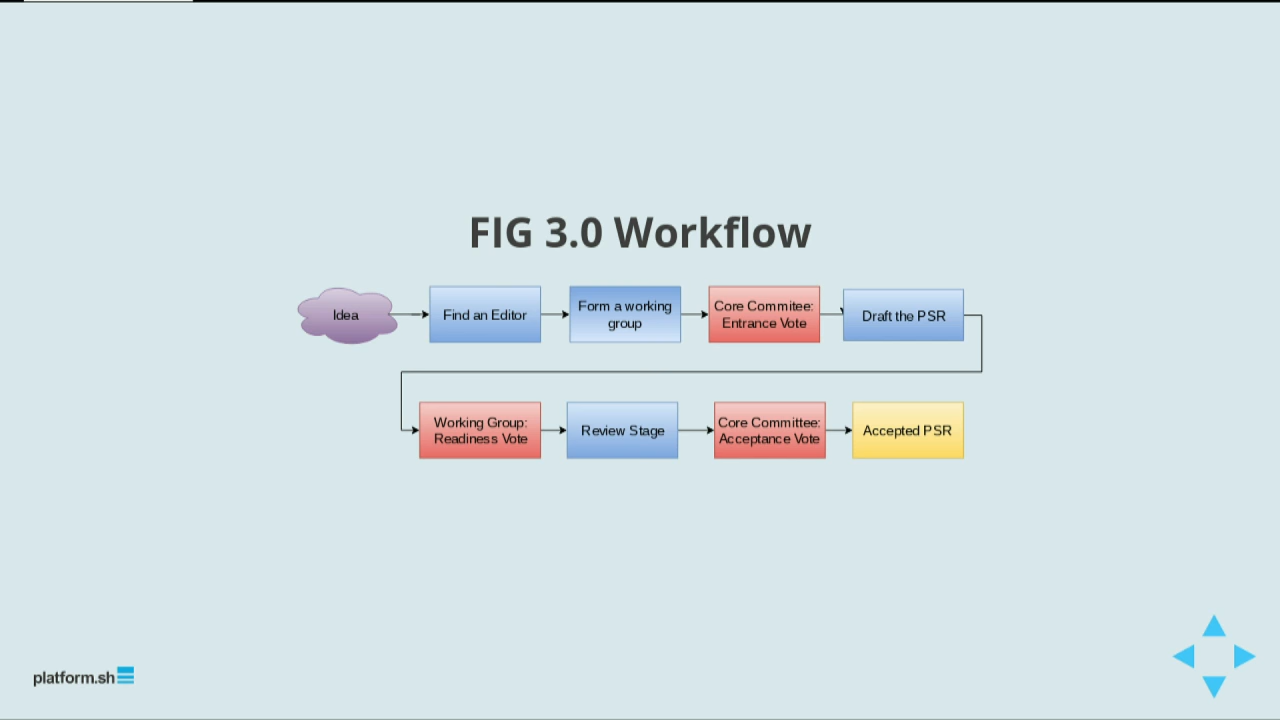 FIG 3.0 Workflow
Idea
Find an Editor
Form a working
group
Core Commitee:
Entrance Vote
Draft the PSR
Working Group:
Readiness Vote
Review Stage
Core Committee:
Acceptance Vote
Accepted PSR
platform.sh